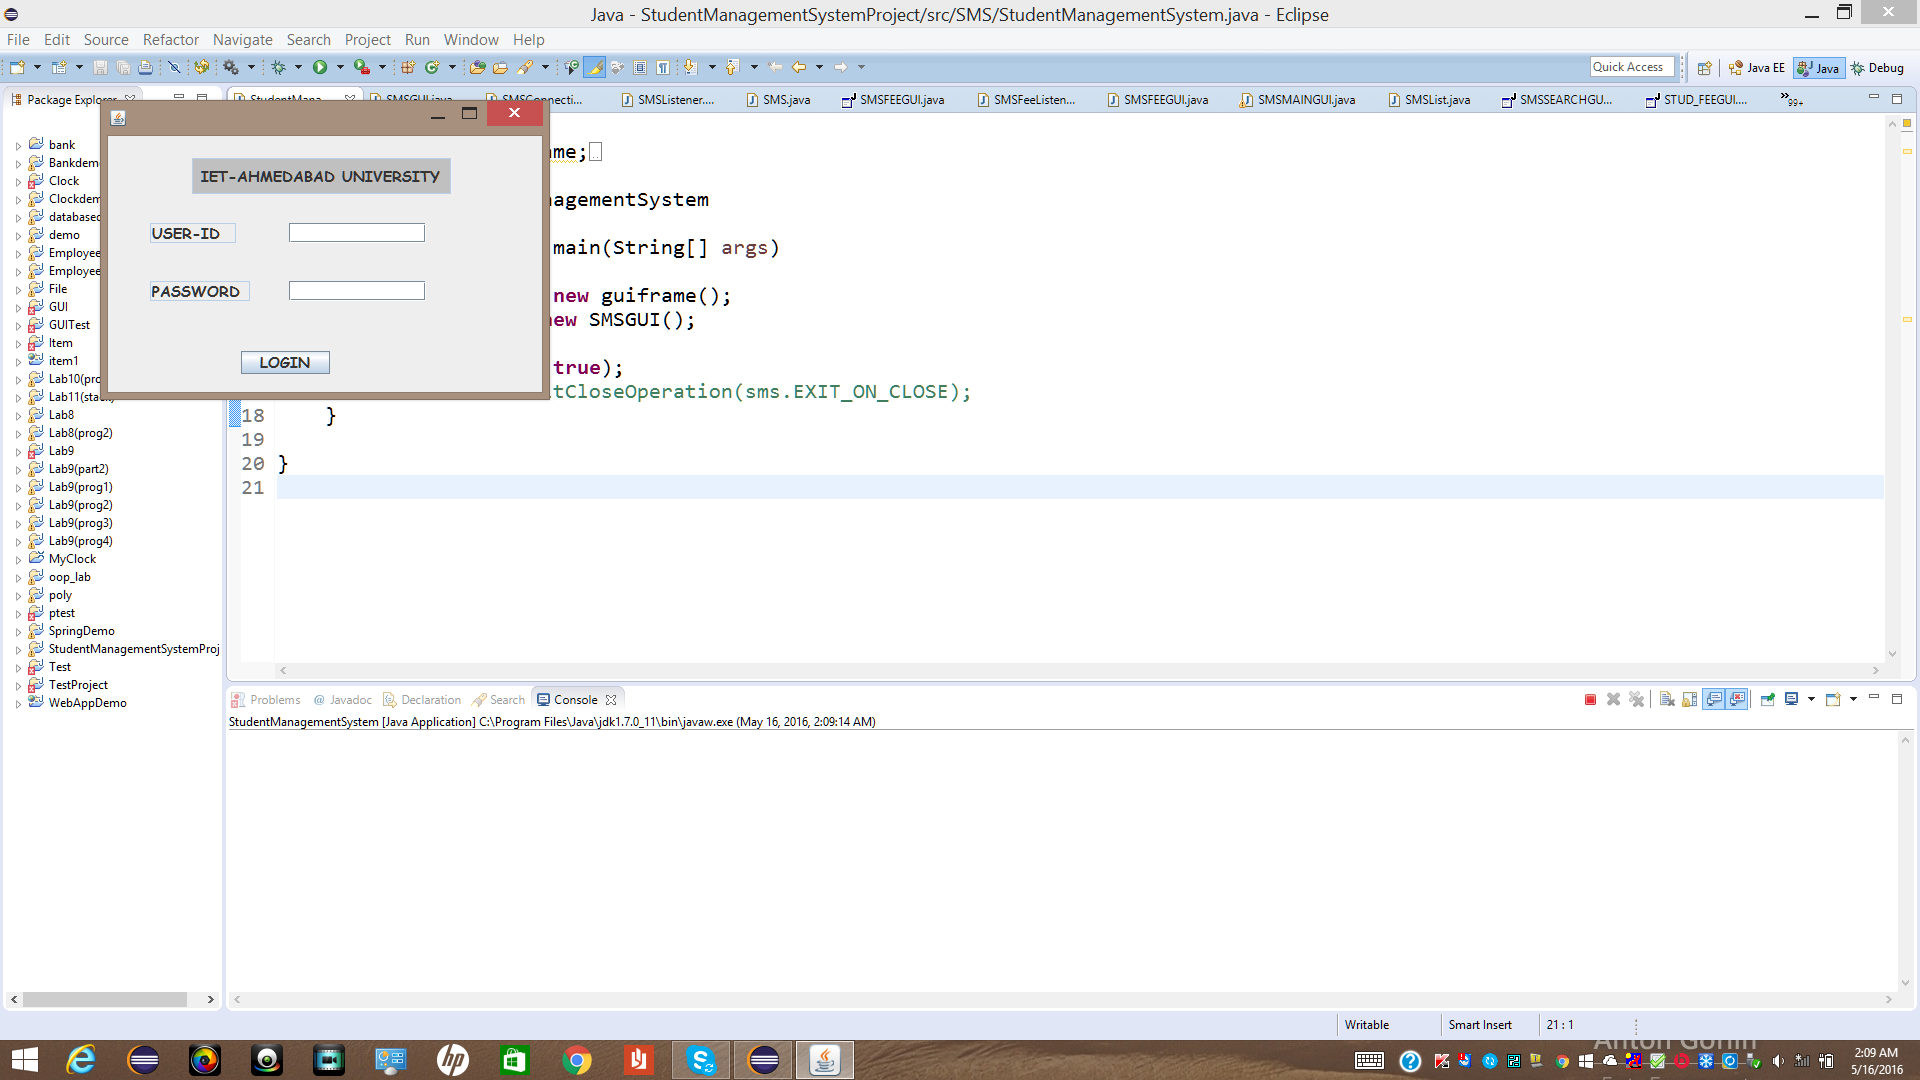 Java - StudentManagementSystemProject/src/SMS/StudentManagementSystem.java - Eclipse
File Edit Source Refactor Navigate Search Project Run Window Help
Quick Access Java EE Java Debug
Package Explorer
StudentMana... SMSGUI.java SMSConnecti... SMSListener.... SMS.java SMSFEEGUI.java SMSFeeListen... SMSFEEGUI.java SMSMAINGUI.java SMSList.java SMSSEARCHGU... STUD_FEEGUI.... »99+
bank
Bankdem
Clock
Clockdem
database
demo
Employee
Employee
File
GUI
GUITest
Item
item1
Lab10(pro
Lab11(stack)
Lab8
Lab8(prog2)
Lab9
Lab9(part2)
Lab9(prog1)
Lab9(prog2)
Lab9(prog3)
Lab9(prog4)
MyClock
oop_lab
poly
ptest
SpringDemo
StudentManagementSystemProj
Test
TestProject
WebAppDemo
IET-AHMEDABAD UNIVERSITY
USER-ID
PASSWORD
LOGIN
me;
agementSystem
main(String[] args)
new guiframe();
new SMSGUI();
true);
tCloseOperation(sms.EXIT_ON_CLOSE);
18 }
19
20 }
21
Problems @ Javadoc Declaration Search Console
StudentManagementSystem [Java Application] C:\Program Files\Java\jdk1.7.0_11\bin\javaw.exe (May 16, 2016, 2:09:14 AM)
Writable Smart Insert 21 : 1
Anton Gorlin
hp
2:09 AM
5/16/2016